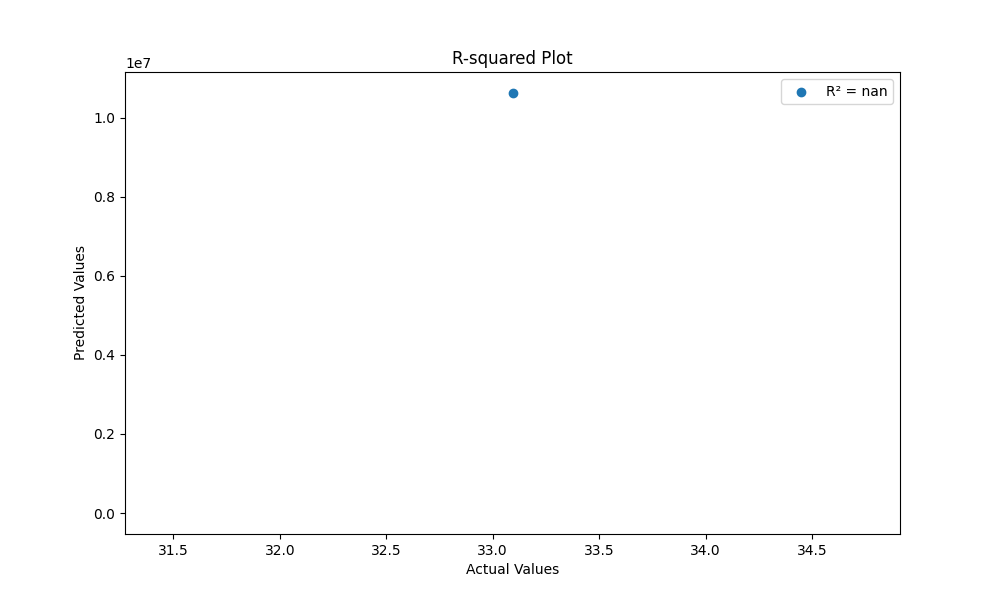 R-squared Plot
1e7
R² = nan
1.0
0.8
0.6
0.4
0.2
0.0
Predicted Values
31.5 32.0 32.5 33.0 33.5 34.0 34.5
Actual Values